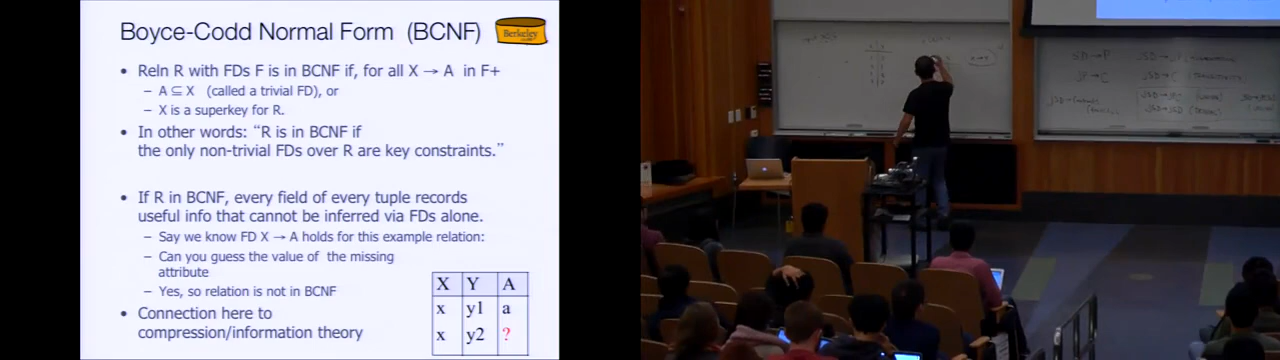 Boyce-Codd Normal Form (BCNF)
Berkeley
• Reln R with FDs F is in BCNF if, for all X → A in F+
– A ⊆ X (called a trivial FD), or
– X is a superkey for R.
• In other words: “R is in BCNF if
the only non-trivial FDs over R are key constraints.”
• If R in BCNF, every field of every tuple records
useful info that cannot be inferred via FDs alone.
– Say we know FD X → A holds for this example relation:
– Can you guess the value of the missing
attribute
– Yes, so relation is not in BCNF
• Connection here to
compression/information theory
X Y A
x y1 a
x y2 ?
JSD → P
JP → C